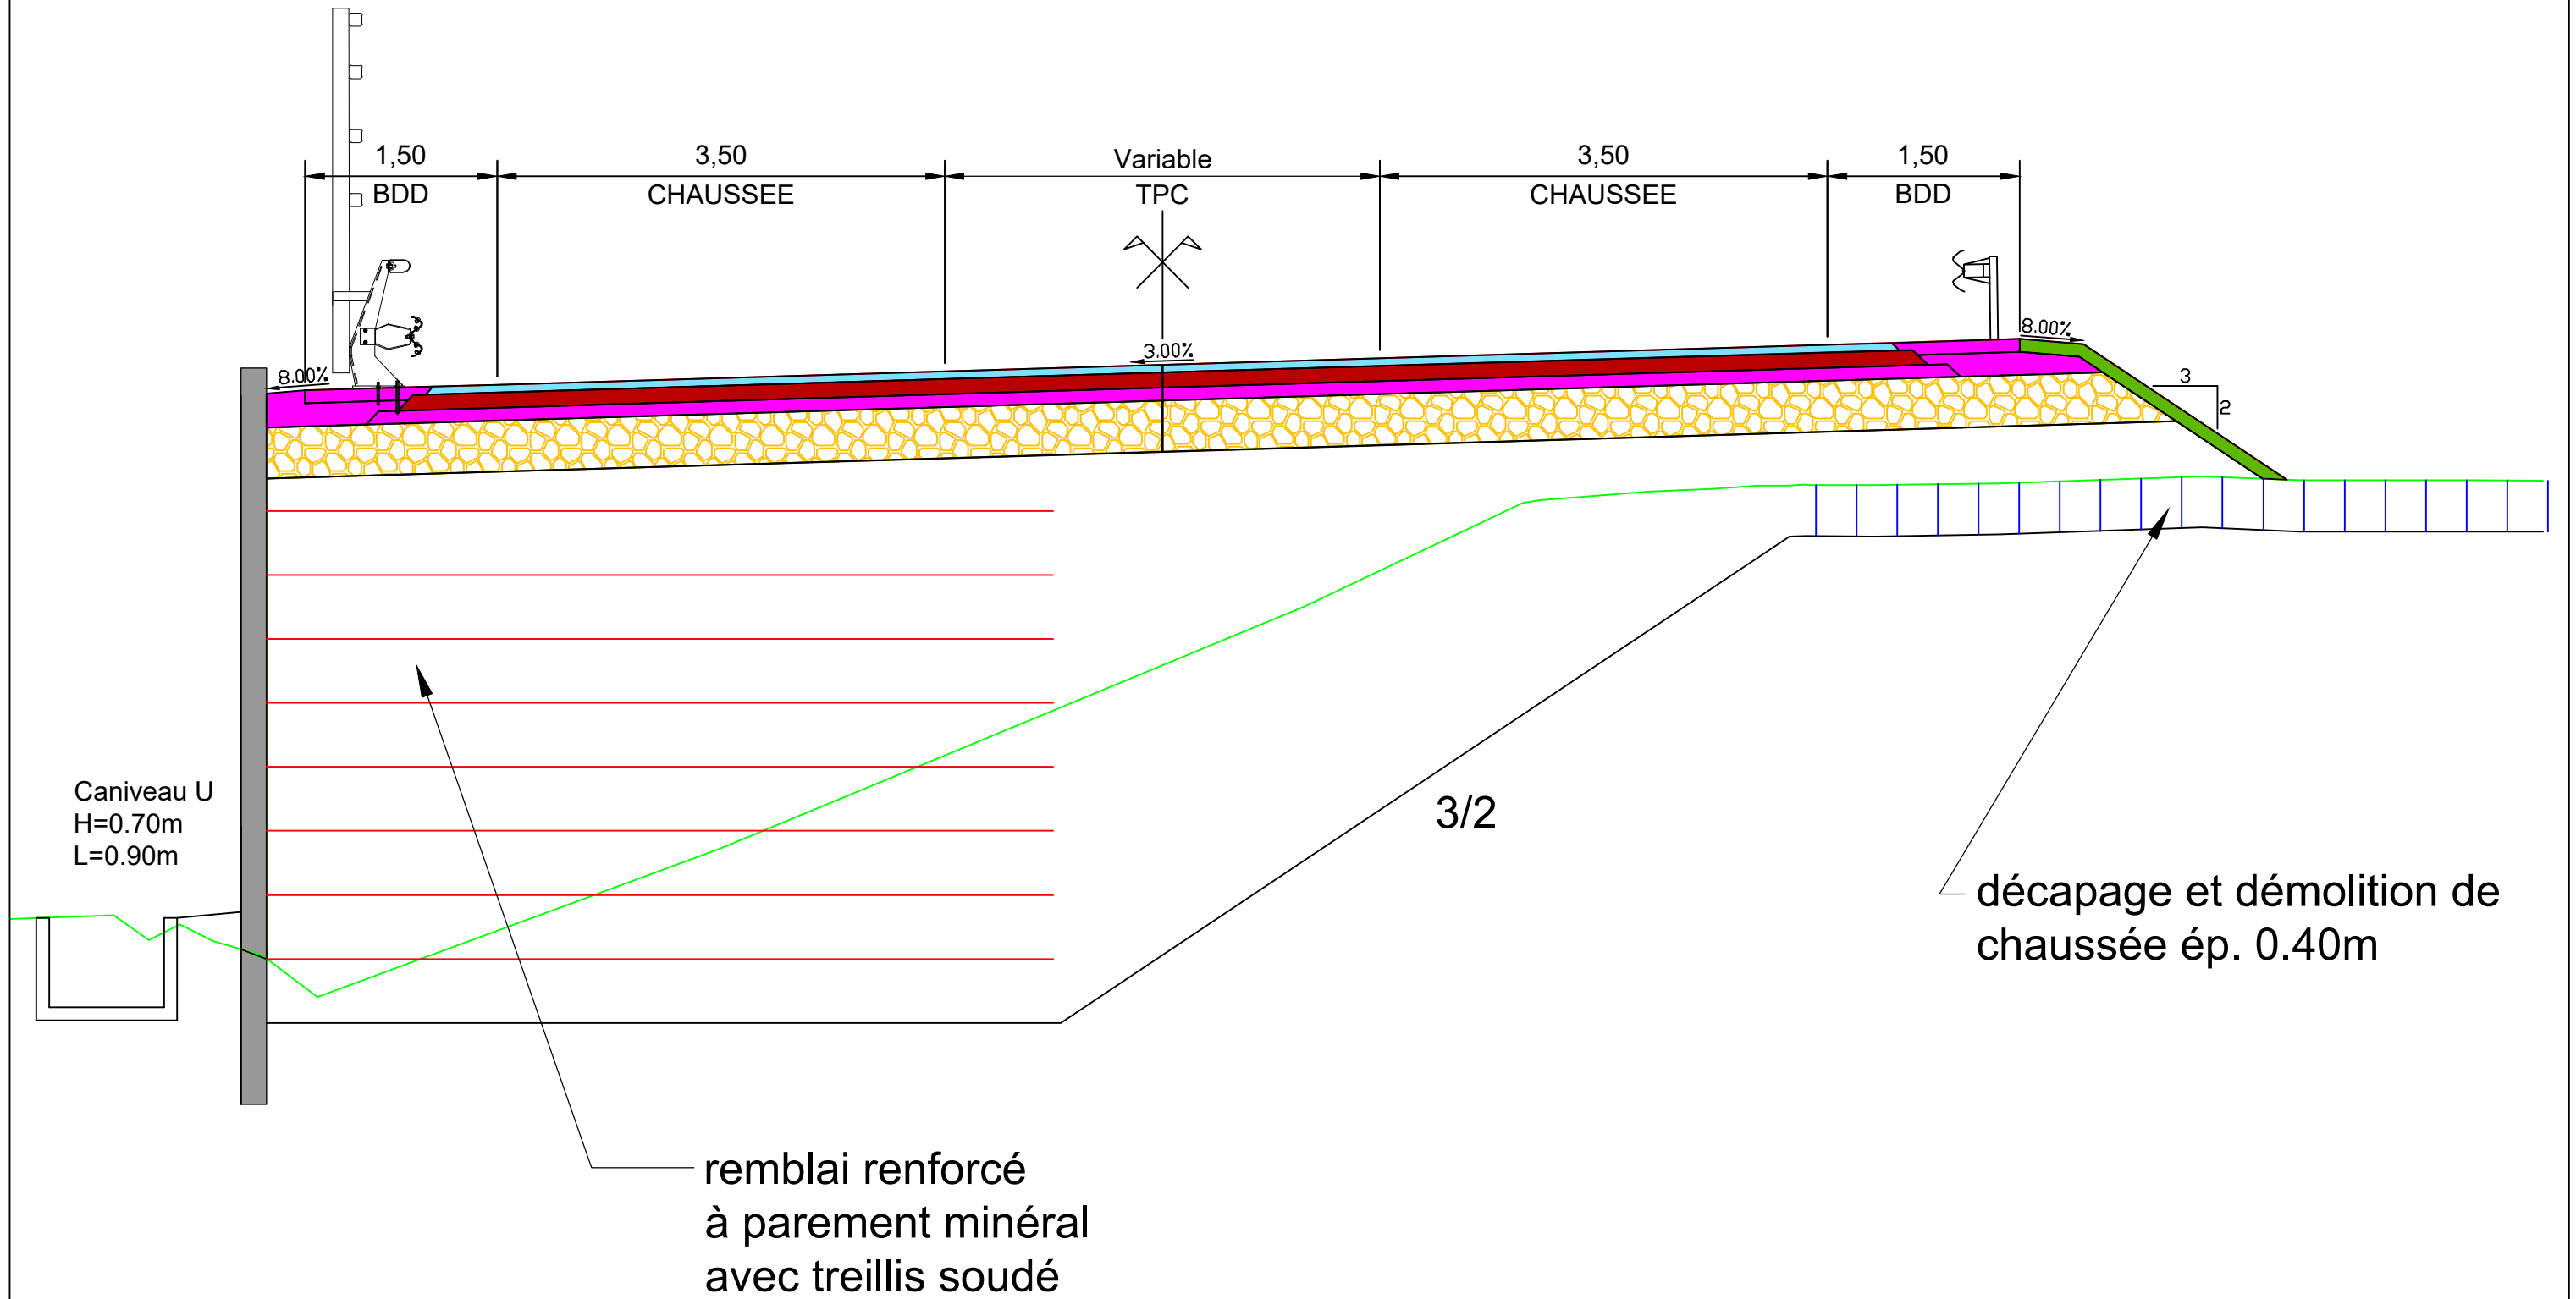 1,50
3,50
Variable
3,50
1,50
BDD
CHAUSSEE
TPC
CHAUSSEE
BDD
8.00%
3.00%
8.00%
3
2
Caniveau U
H=0.70m
L=0.90m
3/2
décapage et démolition de
chaussée ép. 0.40m
remblai renforcé
à parement minéral
avec treillis soudé